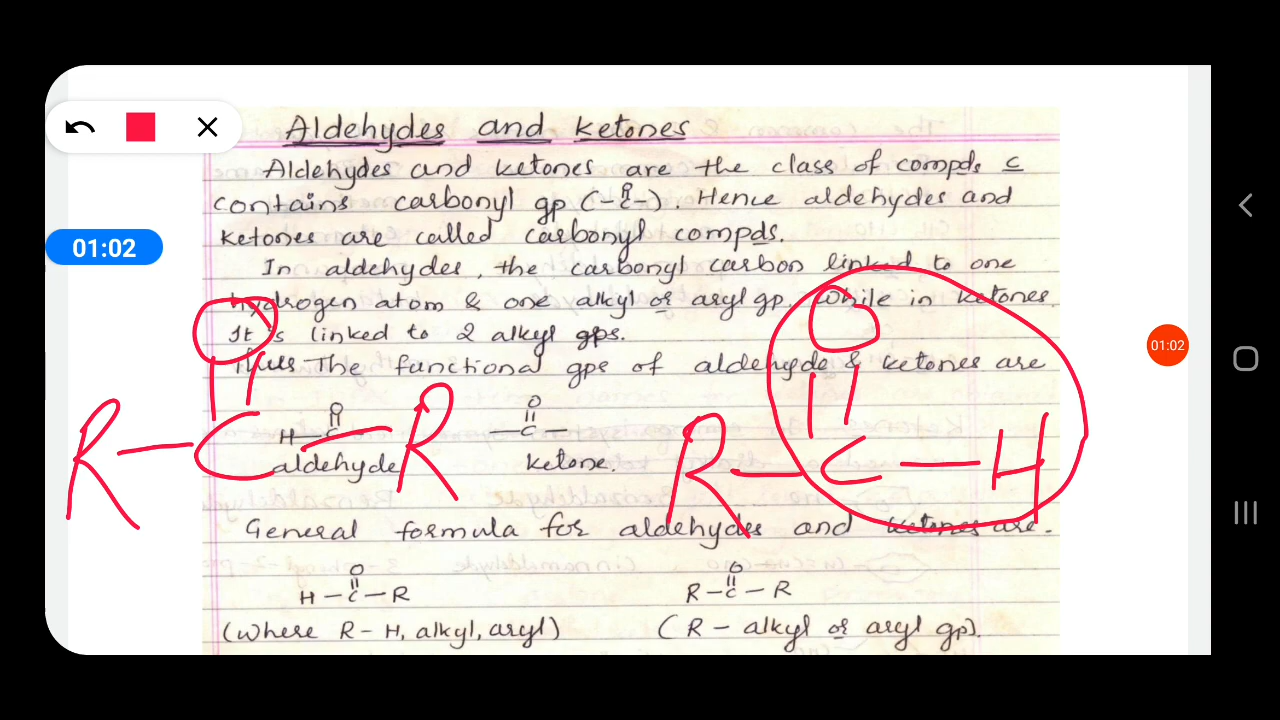 Aldehydes and ketones
Aldehydes and ketones are the class of compds c̲
contains carbonyl gp (-C-). Hence aldehydes and
O
ketones are called carbonyl compds.
01:02
In aldehydes, the carbonyl carbon linked to one
hydrogen atom & one alkyl or aryl gp. While in ketones
It's linked to 2 alkyl gps.
01:02
Thus The functional gps of aldehyde & ketones are
O O
|| ||
R-C-R R-C-H
O O
|| ||
H-C -C-
aldehyde ketone.
General formula for aldehydes and ketones are.
O O
|| ||
H-C-R R-C-R
(where R-H, alkyl, aryl) (R - alkyl or aryl gp).